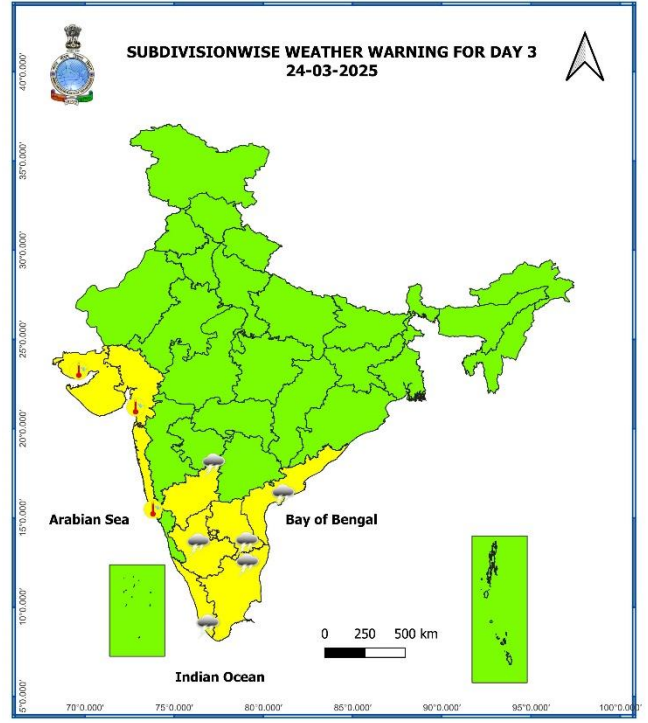 SUBDIVISIONWISE WEATHER WARNING FOR DAY 3
24-03-2025
40°0.000'
35°0.000'
30°0.000'
25°0.000'
20°0.000'
15°0.000'
10°0.000'
5°0.000'
Arabian Sea
Bay of Bengal
0 250 500 km
Indian Ocean
70°0.000' 75°0.000' 80°0.000' 85°0.000' 90°0.000' 95°0.000' 100°0.000'